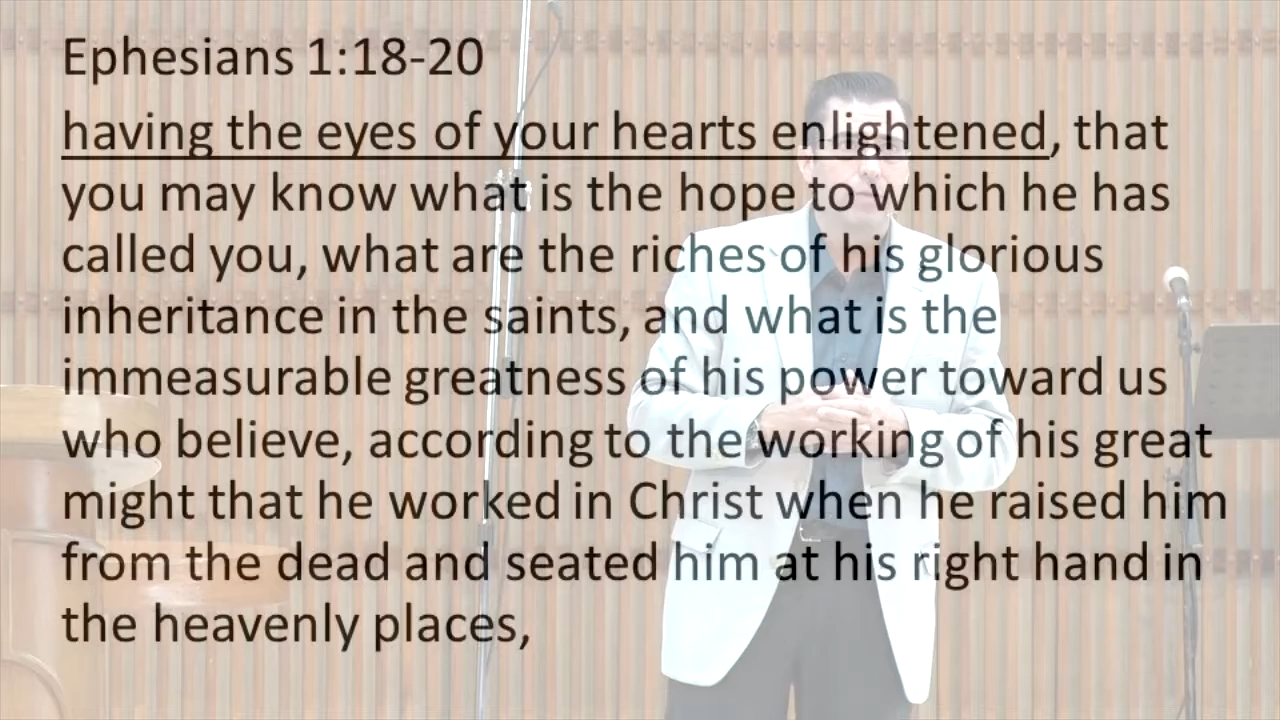 Ephesians 1:18-20
having the eyes of your hearts enlightened, that
you may know what is the hope to which he has
called you, what are the riches of his glorious
inheritance in the saints, and what is the
immeasurable greatness of his power toward us
who believe, according to the working of his great
might that he worked in Christ when he raised him
from the dead and seated him at his right hand in
the heavenly places,